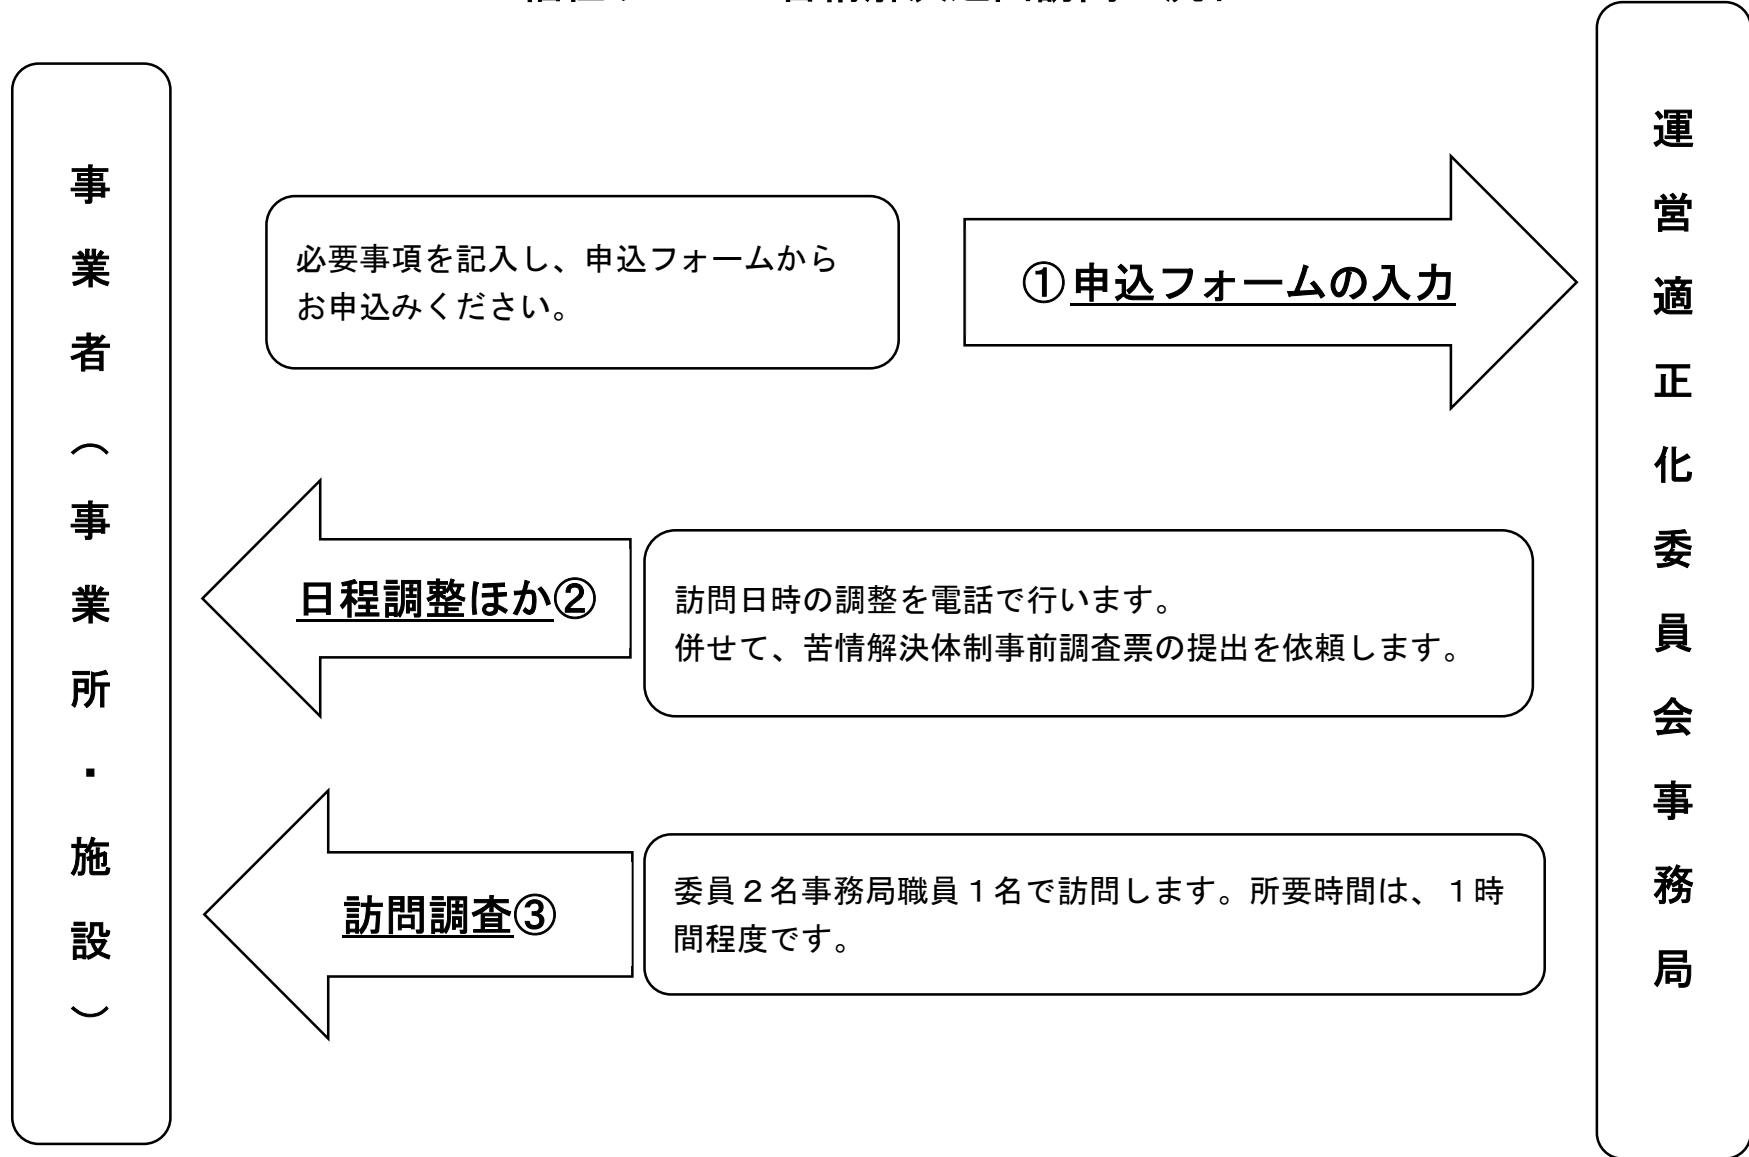 事業者（事業所・施設）
必要事項を記入し、申込フォームから
お申込みください。
①申込フォームの入力
日程調整ほか②
訪問日時の調整を電話で行います。
併せて、苦情解決体制事前調査票の提出を依頼します。
訪問調査③
委員２名事務局職員１名で訪問します。所要時間は、１時
間程度です。
運営適正化委員会事務局